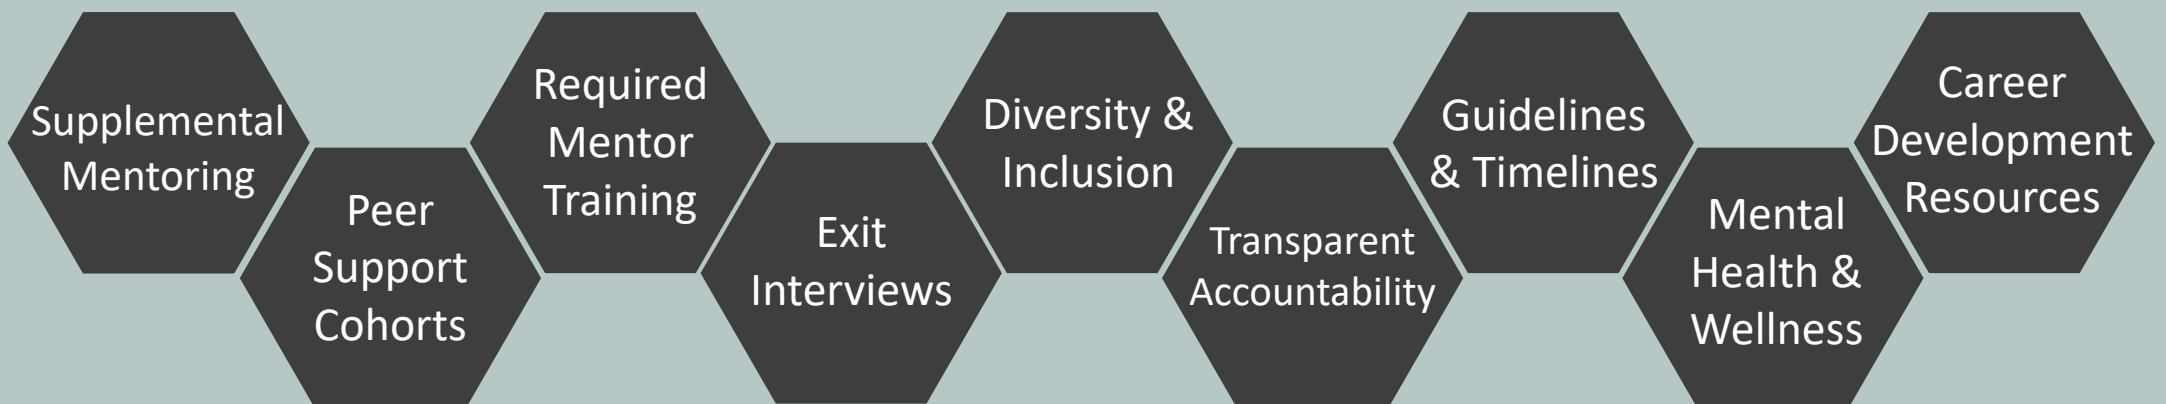 Supplemental
Mentoring
Peer
Support
Cohorts
Required
Mentor
Training
Exit
Interviews
Diversity &
Inclusion
Transparent
Accountability
Guidelines
& Timelines
Mental
Health &
Wellness
Career
Development
Resources